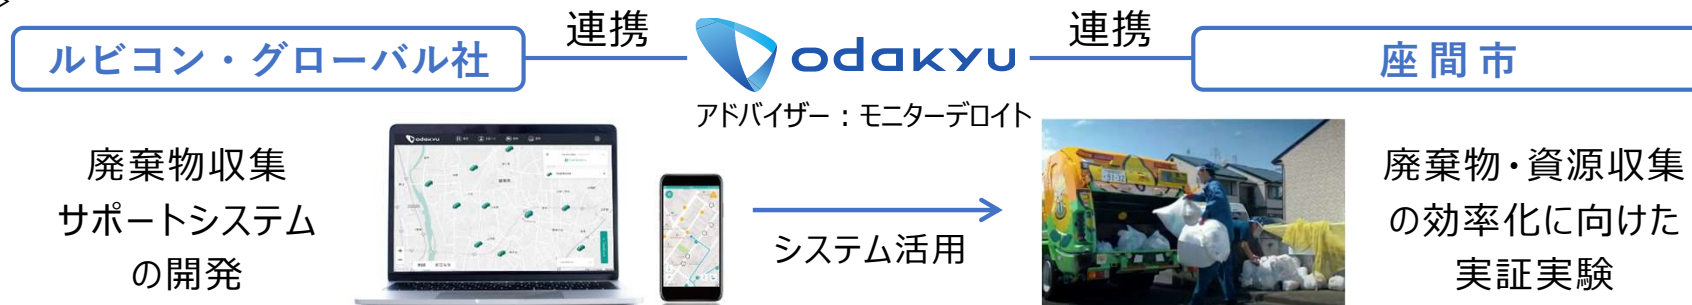 ルビコン・グローバル社
連携
odakyu
連携
座間市
アドバイザー：モニターデロイト
廃棄物収集
サポートシステム
の開発
odakyu
システム活用
廃棄物・資源収集
の効率化に向けた
実証実験